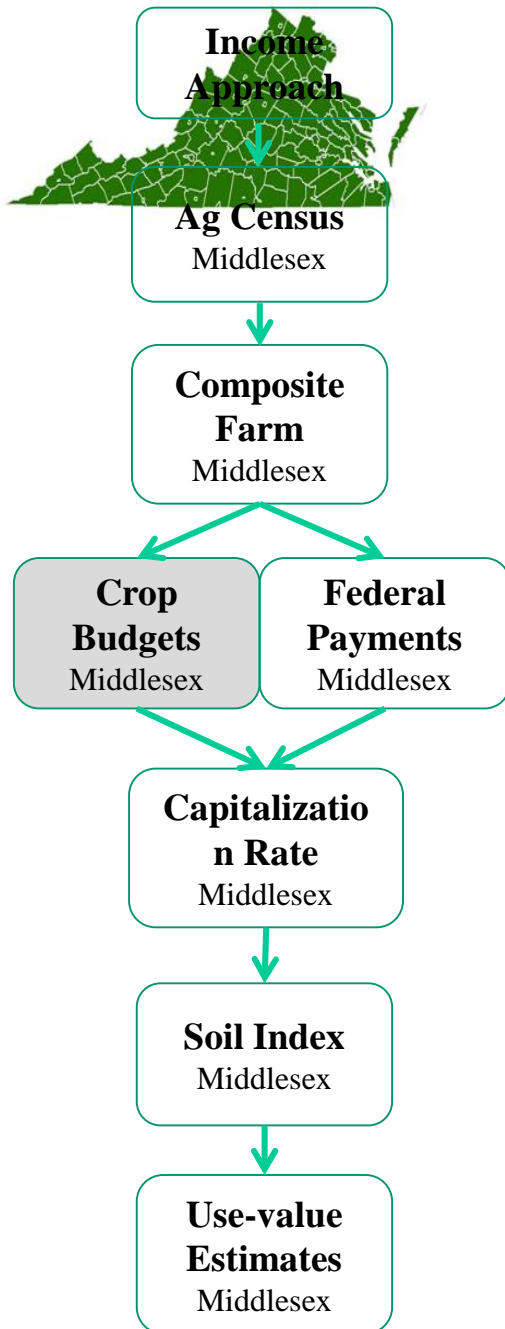 Income
Approach
Ag Census
Middlesex
Composite
Farm
Middlesex
Crop
Budgets
Middlesex
Federal
Payments
Middlesex
Capitalizatio
n Rate
Middlesex
Soil Index
Middlesex
Use-value
Estimates
Middlesex